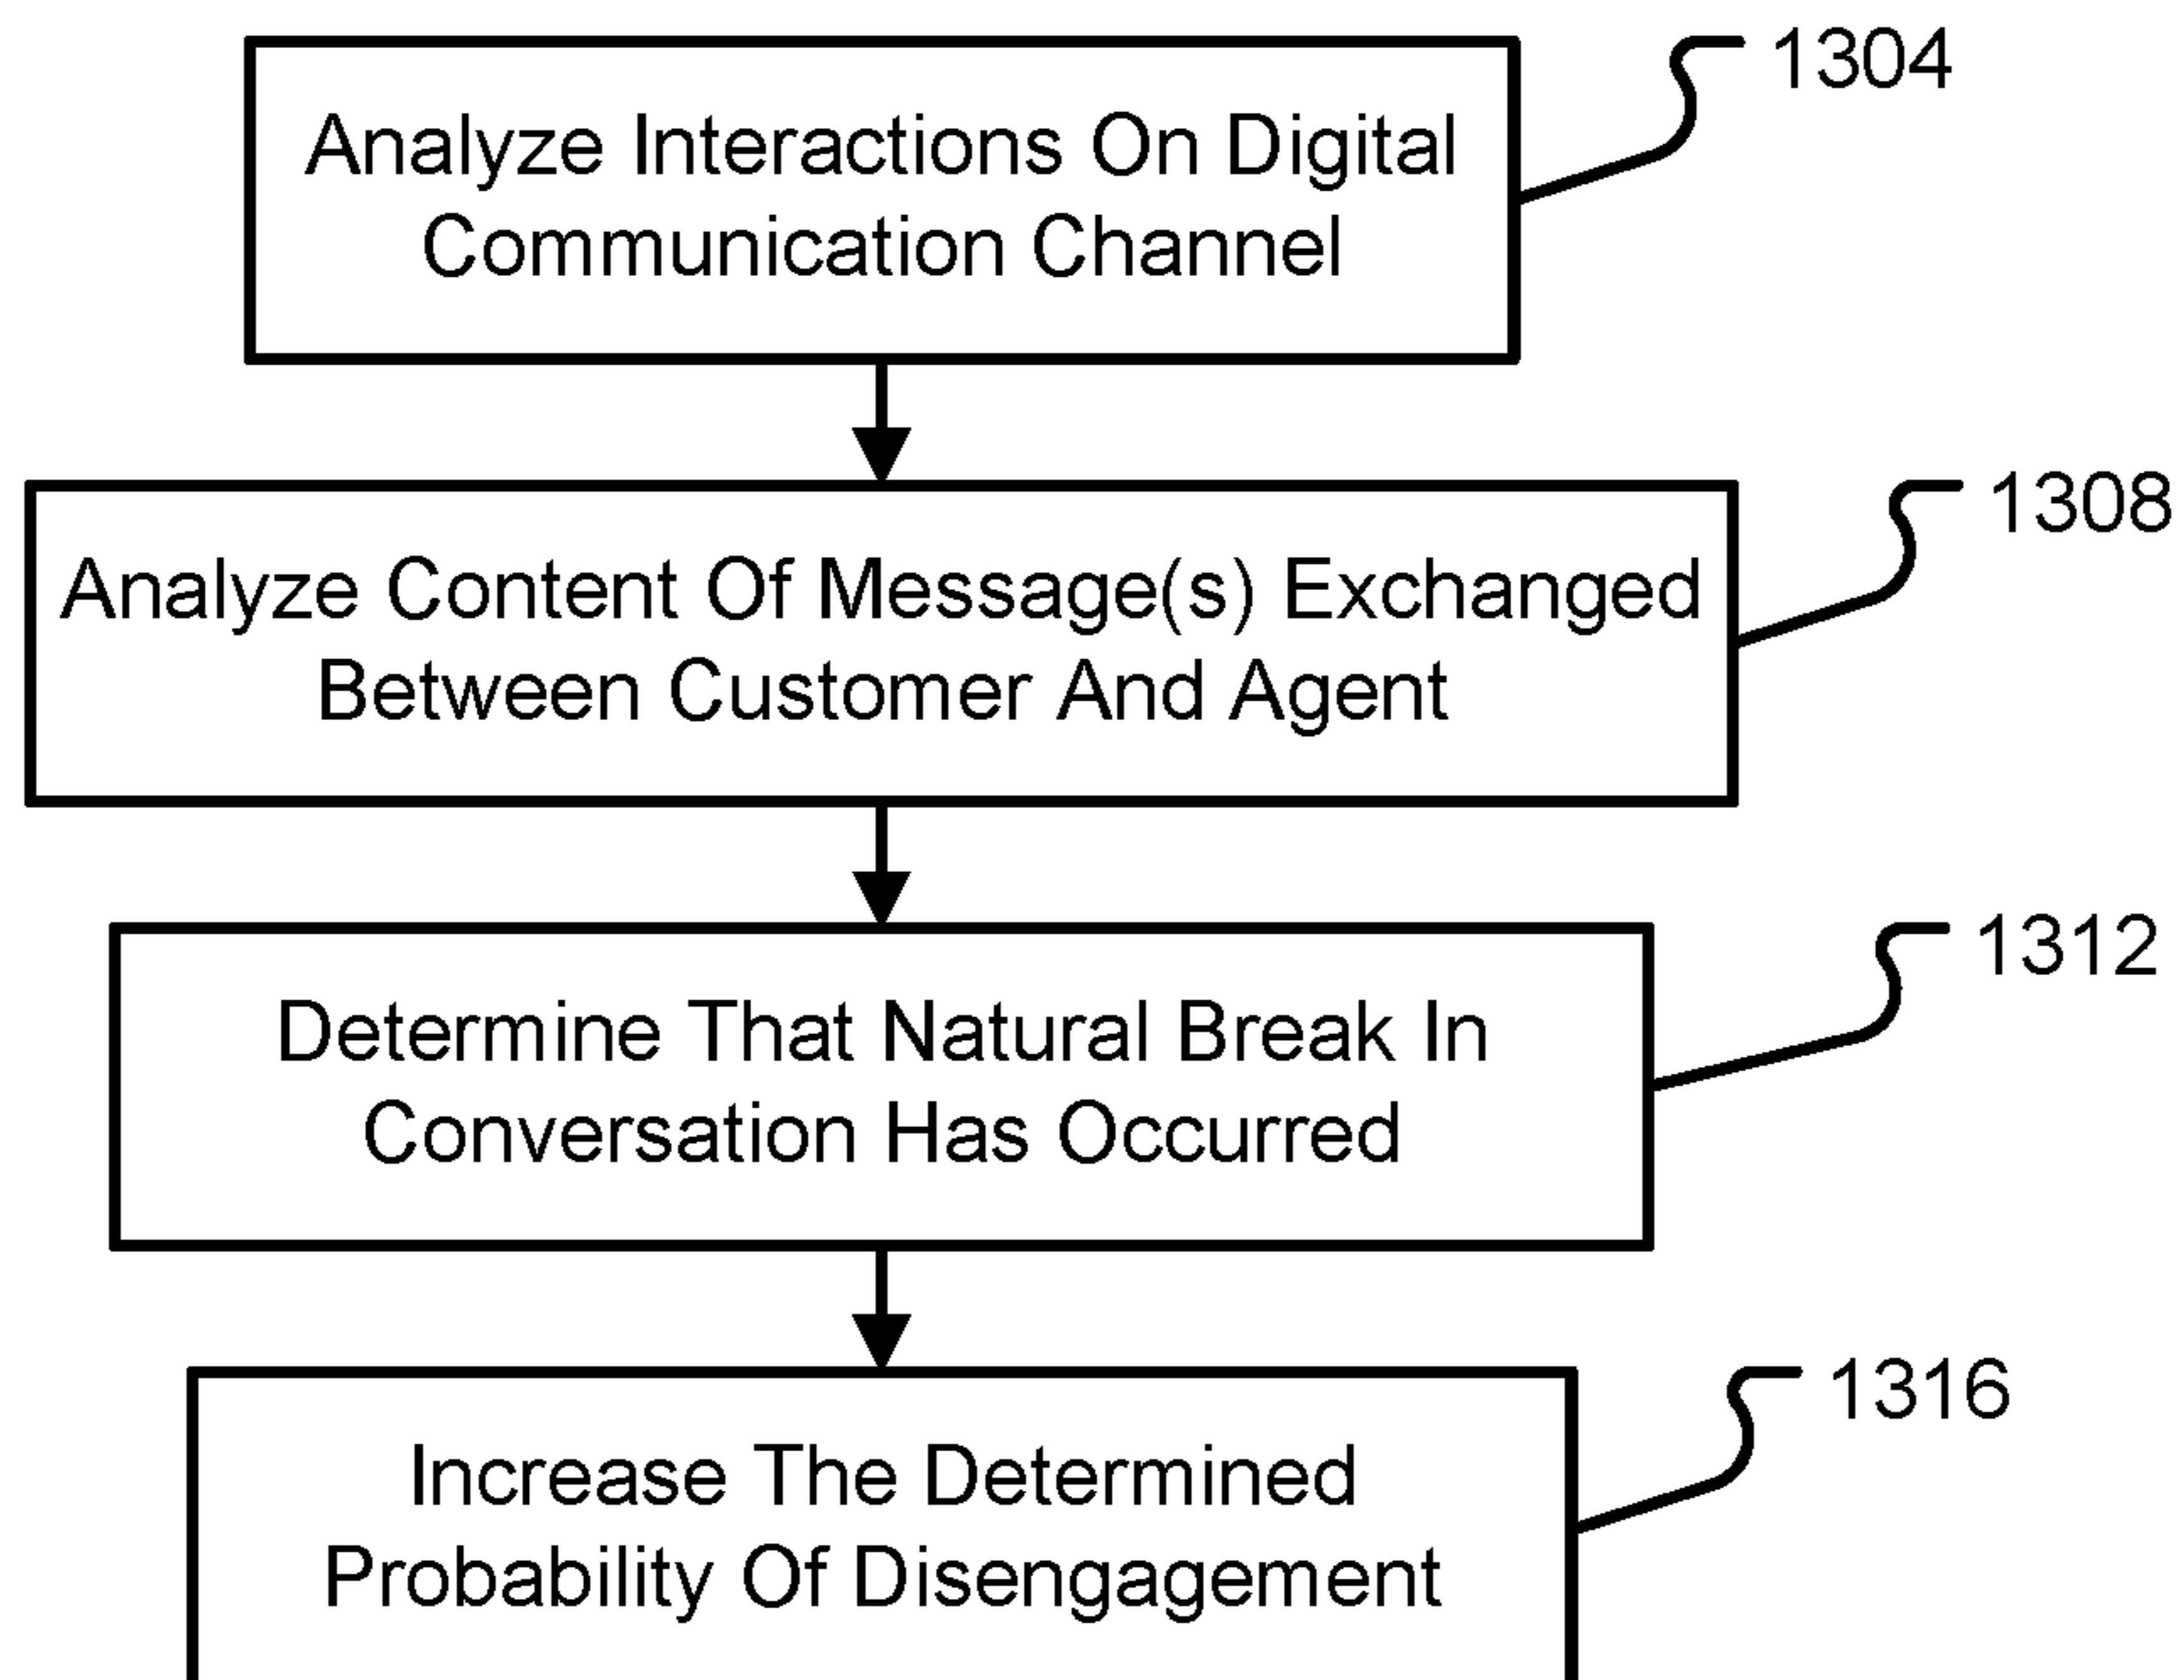 1304
Analyze Interactions On Digital
Communication Channel
1308
Analyze Content Of Message(s) Exchanged
Between Customer And Agent
1312
Determine That Natural Break In
Conversation Has Occurred
1316
Increase The Determined
Probability Of Disengagement